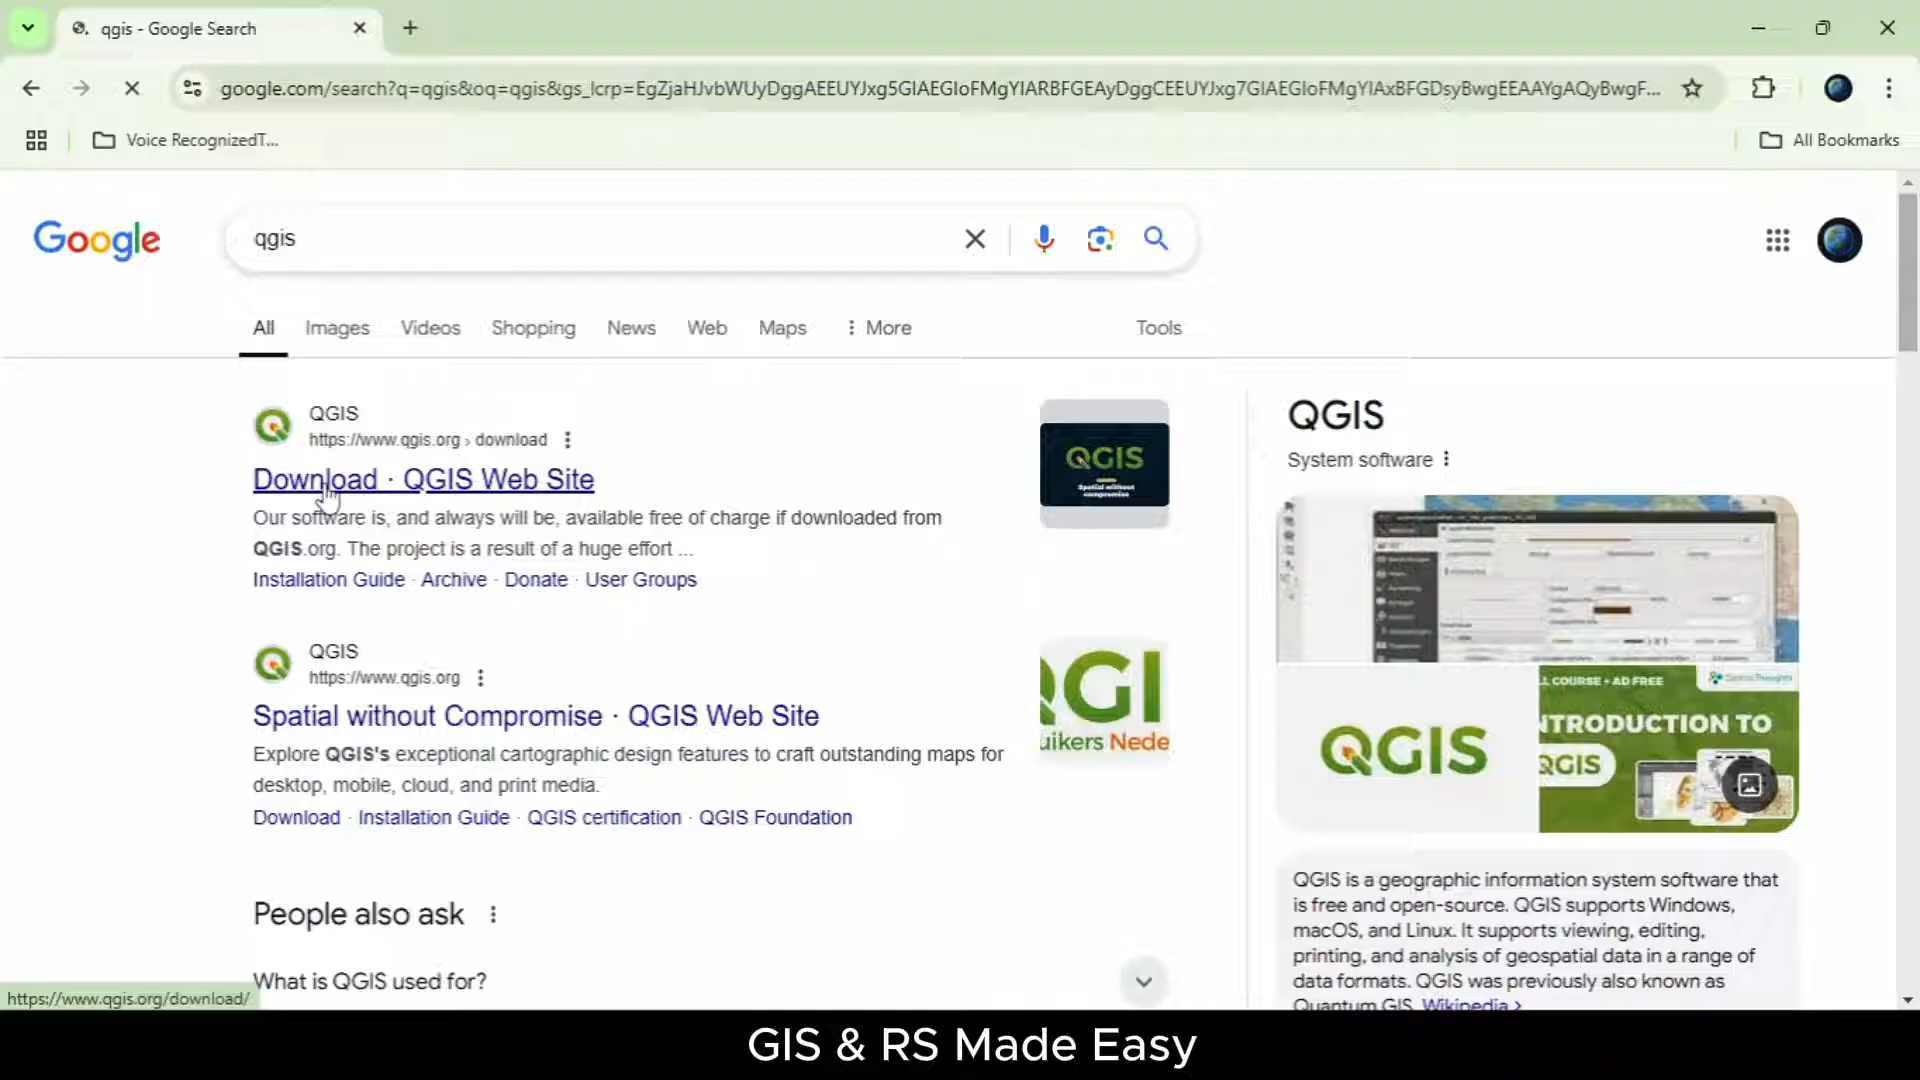 qgis - Google Search
google.com/search?q=qgis&oq=qgis&gs_lcrp=EgZjaHJvbWUyDggAEEUYJxg5GIAEGIoFMgYIARBFGEAyDggCEEUYJxg7GIAEGIoFMgYIAxBFGDsyBwgEEAAYgAQyBwgF...
Voice RecognizedT...
All Bookmarks
Google
qgis
All
Images
Videos
Shopping
News
Web
Maps
More
Tools
QGIS
https://www.qgis.org › download
Download · QGIS Web Site
Our software is, and always will be, available free of charge if downloaded from
QGIS.org. The project is a result of a huge effort ...
Installation Guide · Archive · Donate · User Groups
QGIS
Spatial without
compromise
QGIS
https://www.qgis.org
Spatial without Compromise · QGIS Web Site
Explore QGIS's exceptional cartographic design features to craft outstanding maps for
desktop, mobile, cloud, and print media.
Download · Installation Guide · QGIS certification · QGIS Foundation
QGI
uikers Nede
People also ask
What is QGIS used for?
https://www.qgis.org/download/
QGIS
System software
QGIS
LL COURSE + AD FREE
NTRODUCTION TO
QGIS
QGIS is a geographic information system software that
is free and open-source. QGIS supports Windows,
macOS, and Linux. It supports viewing, editing,
printing, and analysis of geospatial data in a range of
data formats. QGIS was previously also known as
Quantum GIS. Wikipedia >
GIS & RS Made Easy